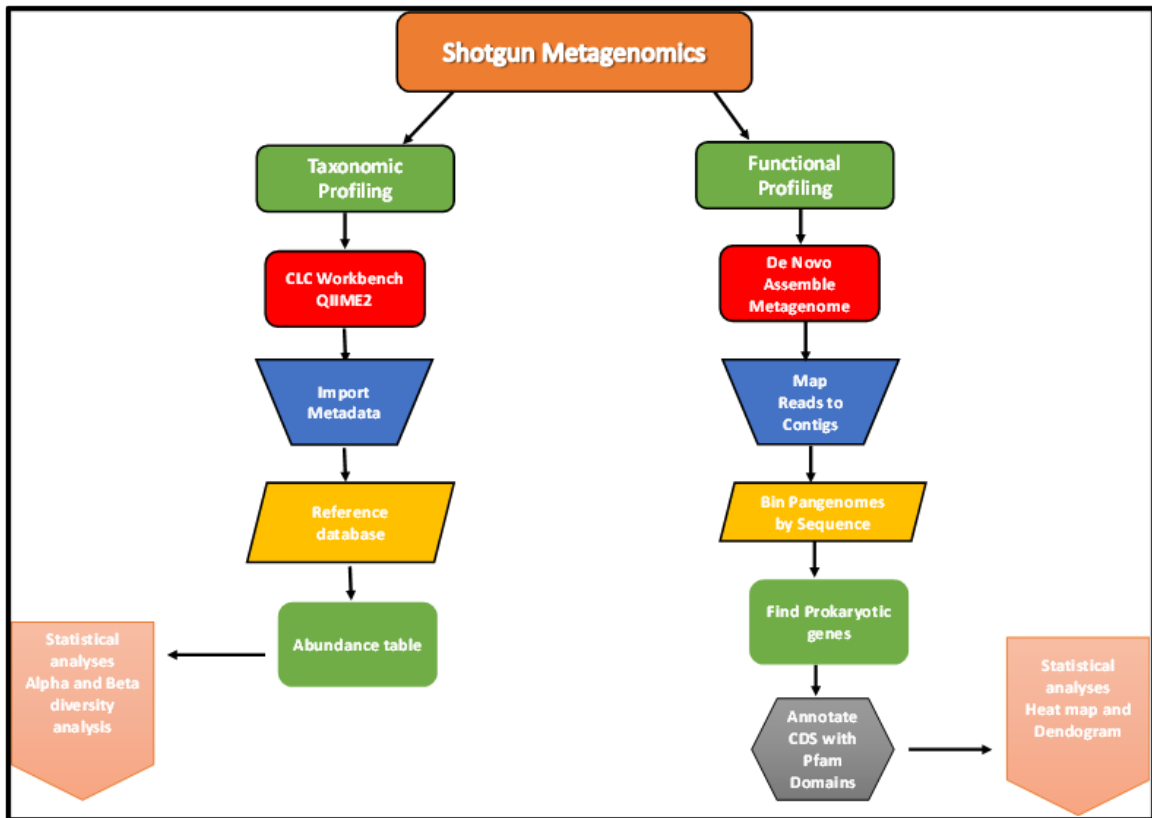 Shotgun Metagenomics
Taxonomic
Profiling
CLC Workbench
QIIME2
Import
Metadata
Reference
database
Abundance table
Statistical
analyses
Alpha and Beta
diversity
analysis
Functional
Profiling
De Novo
Assemble
Metagenome
Map
Reads to
Contigs
Bin Pangenomes
by Sequence
Find Prokaryotic
genes
Annotate
CDS with
Pfam
Domains
Statistical
analyses
Heat map and
Dendogram